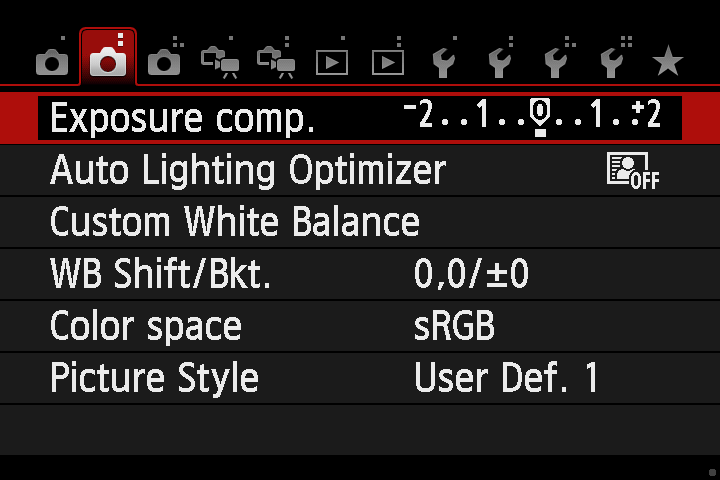 Exposure comp. -2..1..0..1.:+2
Auto Lighting Optimizer OFF
Custom White Balance
WB Shift/Bkt. 0,0/±0
Color space sRGB
Picture Style User Def. 1